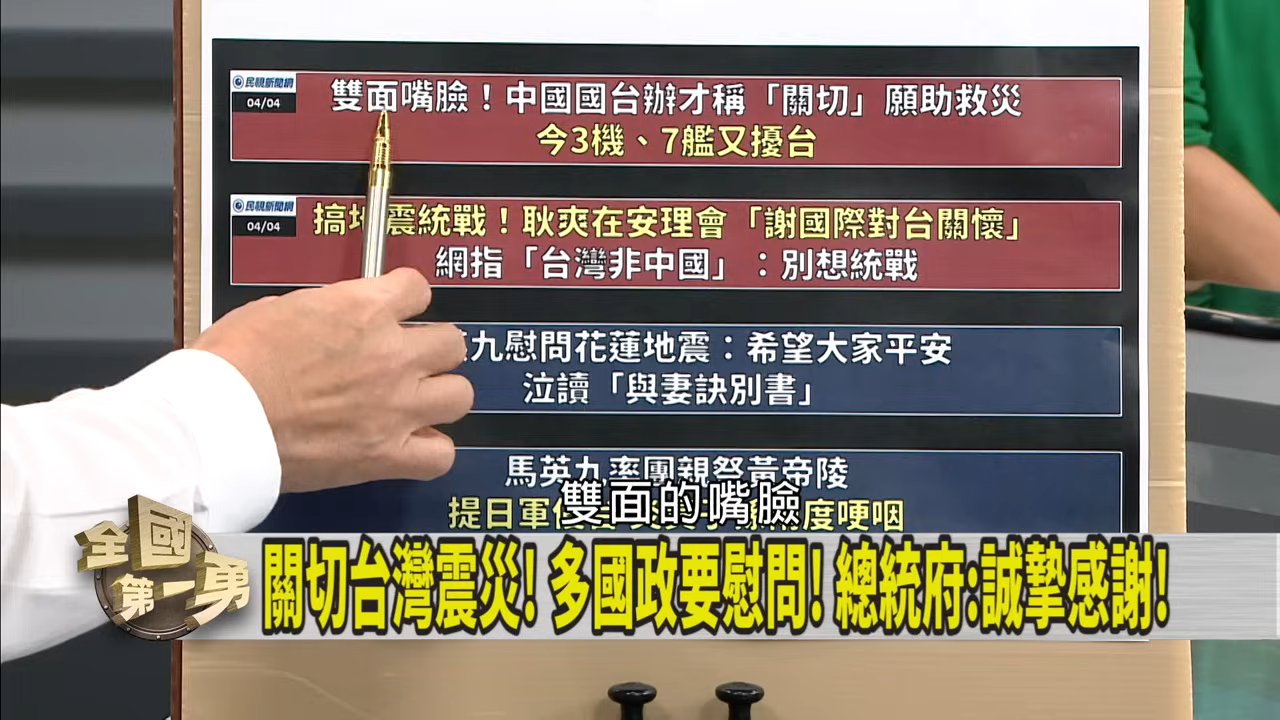 民視新聞網
04/04
雙面嘴臉！中國國台辦才稱「關切」願助救災
今3機、7艦又擾台
民視新聞網
04/04
搞地震統戰！耿爽在安理會「謝國際對台關懷」
網指「台灣非中國」：別想統戰
九慰問花蓮地震：希望大家平安
泣讀「與妻訣別書」
馬英九率團親祭黃帝陵
提日軍 度哽咽
雙面的嘴臉
全國第一勇
關切台灣震災! 多國政要慰問! 總統府:誠摯感謝!